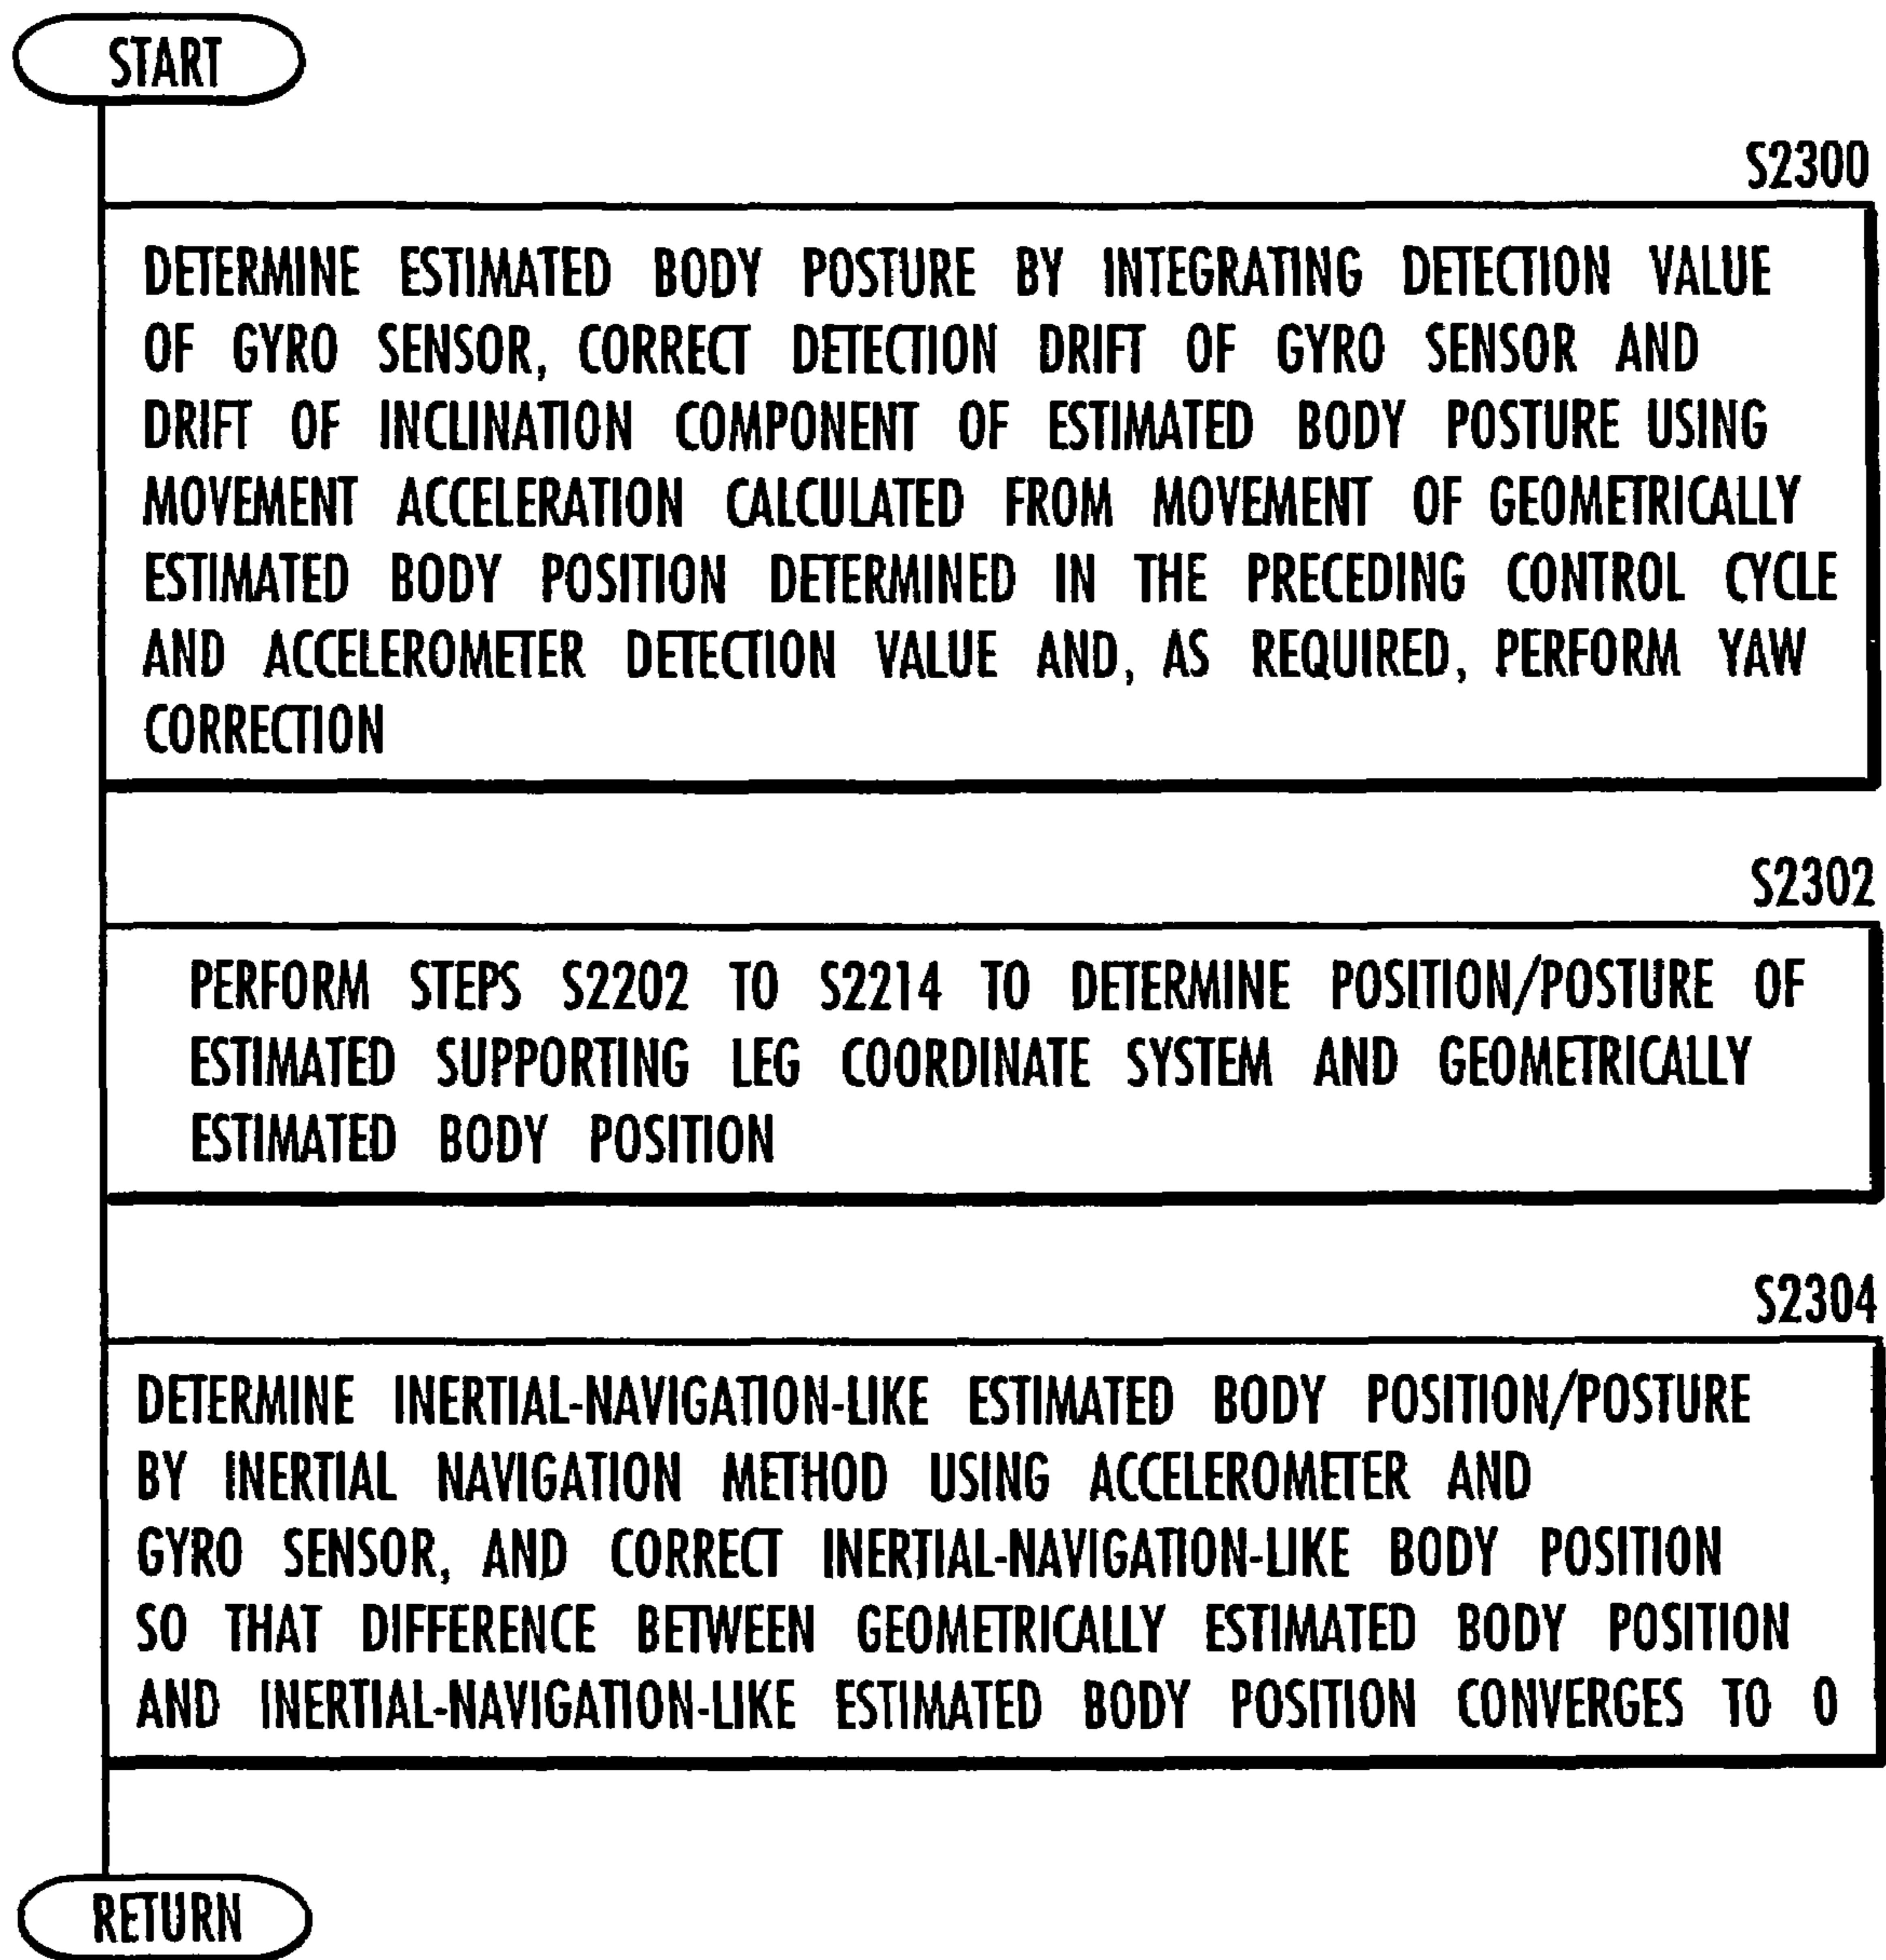 START
S2300
DETERMINE ESTIMATED BODY POSTURE BY INTEGRATING DETECTION VALUE
OF GYRO SENSOR, CORRECT DETECTION DRIFT OF GYRO SENSOR AND
DRIFT OF INCLINATION COMPONENT OF ESTIMATED BODY POSTURE USING
MOVEMENT ACCELERATION CALCULATED FROM MOVEMENT OF GEOMETRICALLY
ESTIMATED BODY POSITION DETERMINED IN THE PRECEDING CONTROL CYCLE
AND ACCELEROMETER DETECTION VALUE AND, AS REQUIRED, PERFORM YAW
CORRECTION
S2302
PERFORM STEPS S2202 TO S2214 TO DETERMINE POSITION/POSTURE OF
ESTIMATED SUPPORTING LEG COORDINATE SYSTEM AND GEOMETRICALLY
ESTIMATED BODY POSITION
S2304
DETERMINE INERTIAL-NAVIGATION-LIKE ESTIMATED BODY POSITION/POSTURE
BY INERTIAL NAVIGATION METHOD USING ACCELEROMETER AND
GYRO SENSOR, AND CORRECT INERTIAL-NAVIGATION-LIKE BODY POSITION
SO THAT DIFFERENCE BETWEEN GEOMETRICALLY ESTIMATED BODY POSITION
AND INERTIAL-NAVIGATION-LIKE ESTIMATED BODY POSITION CONVERGES TO 0
RETURN